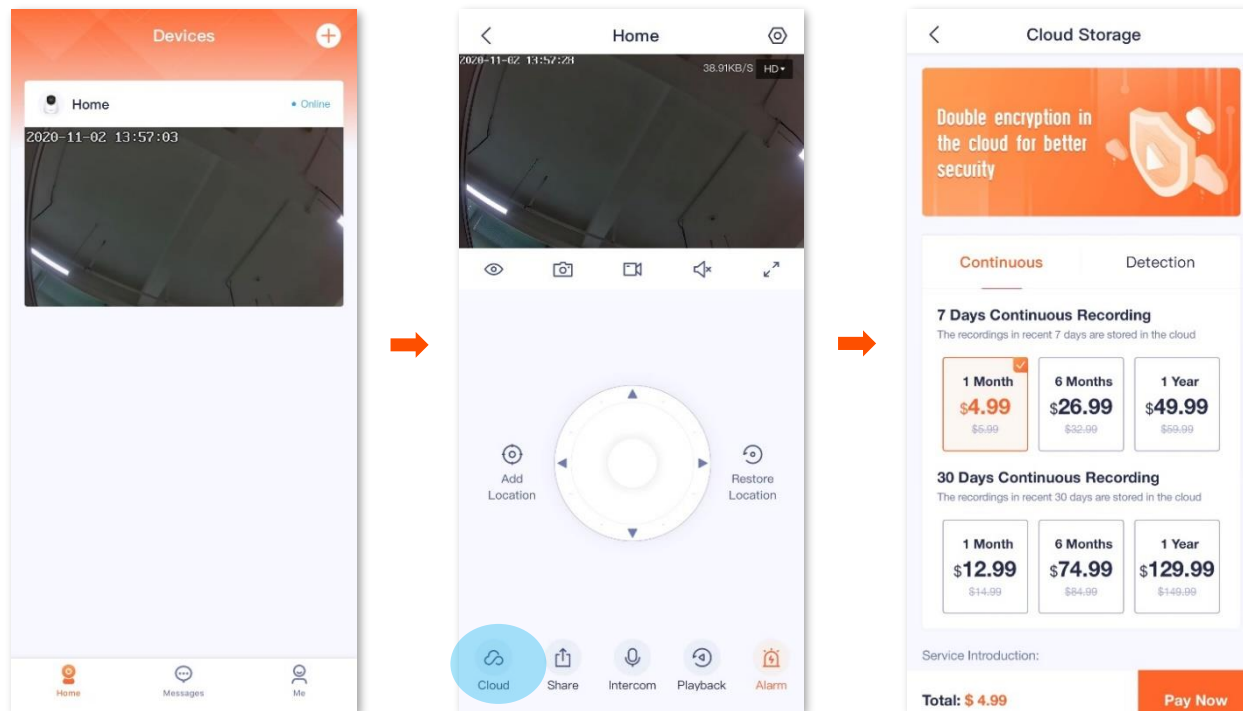 Devices
Home
Online
2020-11-02 13:57:03
Home
Messages
Me
Home
2020-11-02 13:57:28
38.91KB/S
HD
Add
Location
Restore
Location
Cloud
Share
Intercom
Playback
Alarm
Cloud Storage
Double encryption in
the cloud for better
security
Continuous
Detection
7 Days Continuous Recording
The recordings in recent 7 days are stored in the cloud
1 Month
6 Months
1 Year
$4.99
$26.99
$49.99
$5.99
$32.99
$59.99
30 Days Continuous Recording
The recordings in recent 30 days are stored in the cloud
1 Month
6 Months
1 Year
$12.99
$74.99
$129.99
$14.99
$84.99
$149.99
Service Introduction:
Total: $ 4.99
Pay Now